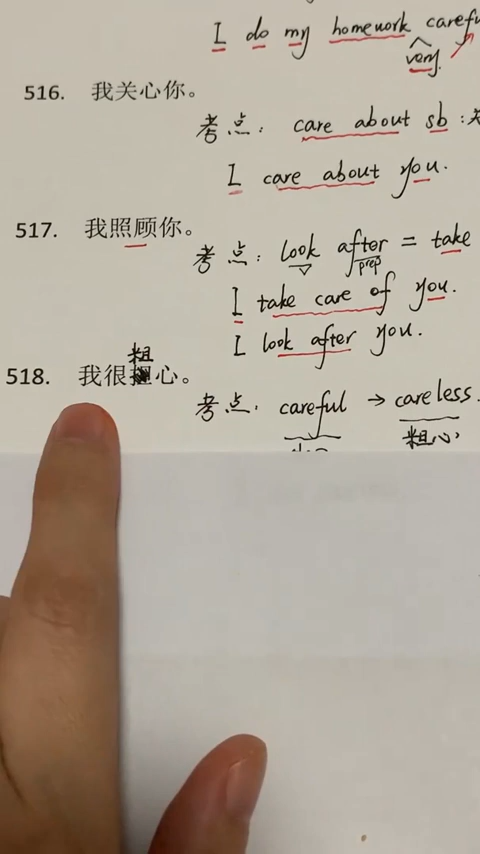 I do my homework careful
very
516. 我关心你。
考点: care about sb :关
I care about you.
517. 我照顾你。
考点: look after = take
prep
I take care of you.
I look after you.
518. 我很粗心。
考点. careful → careless.
粗心